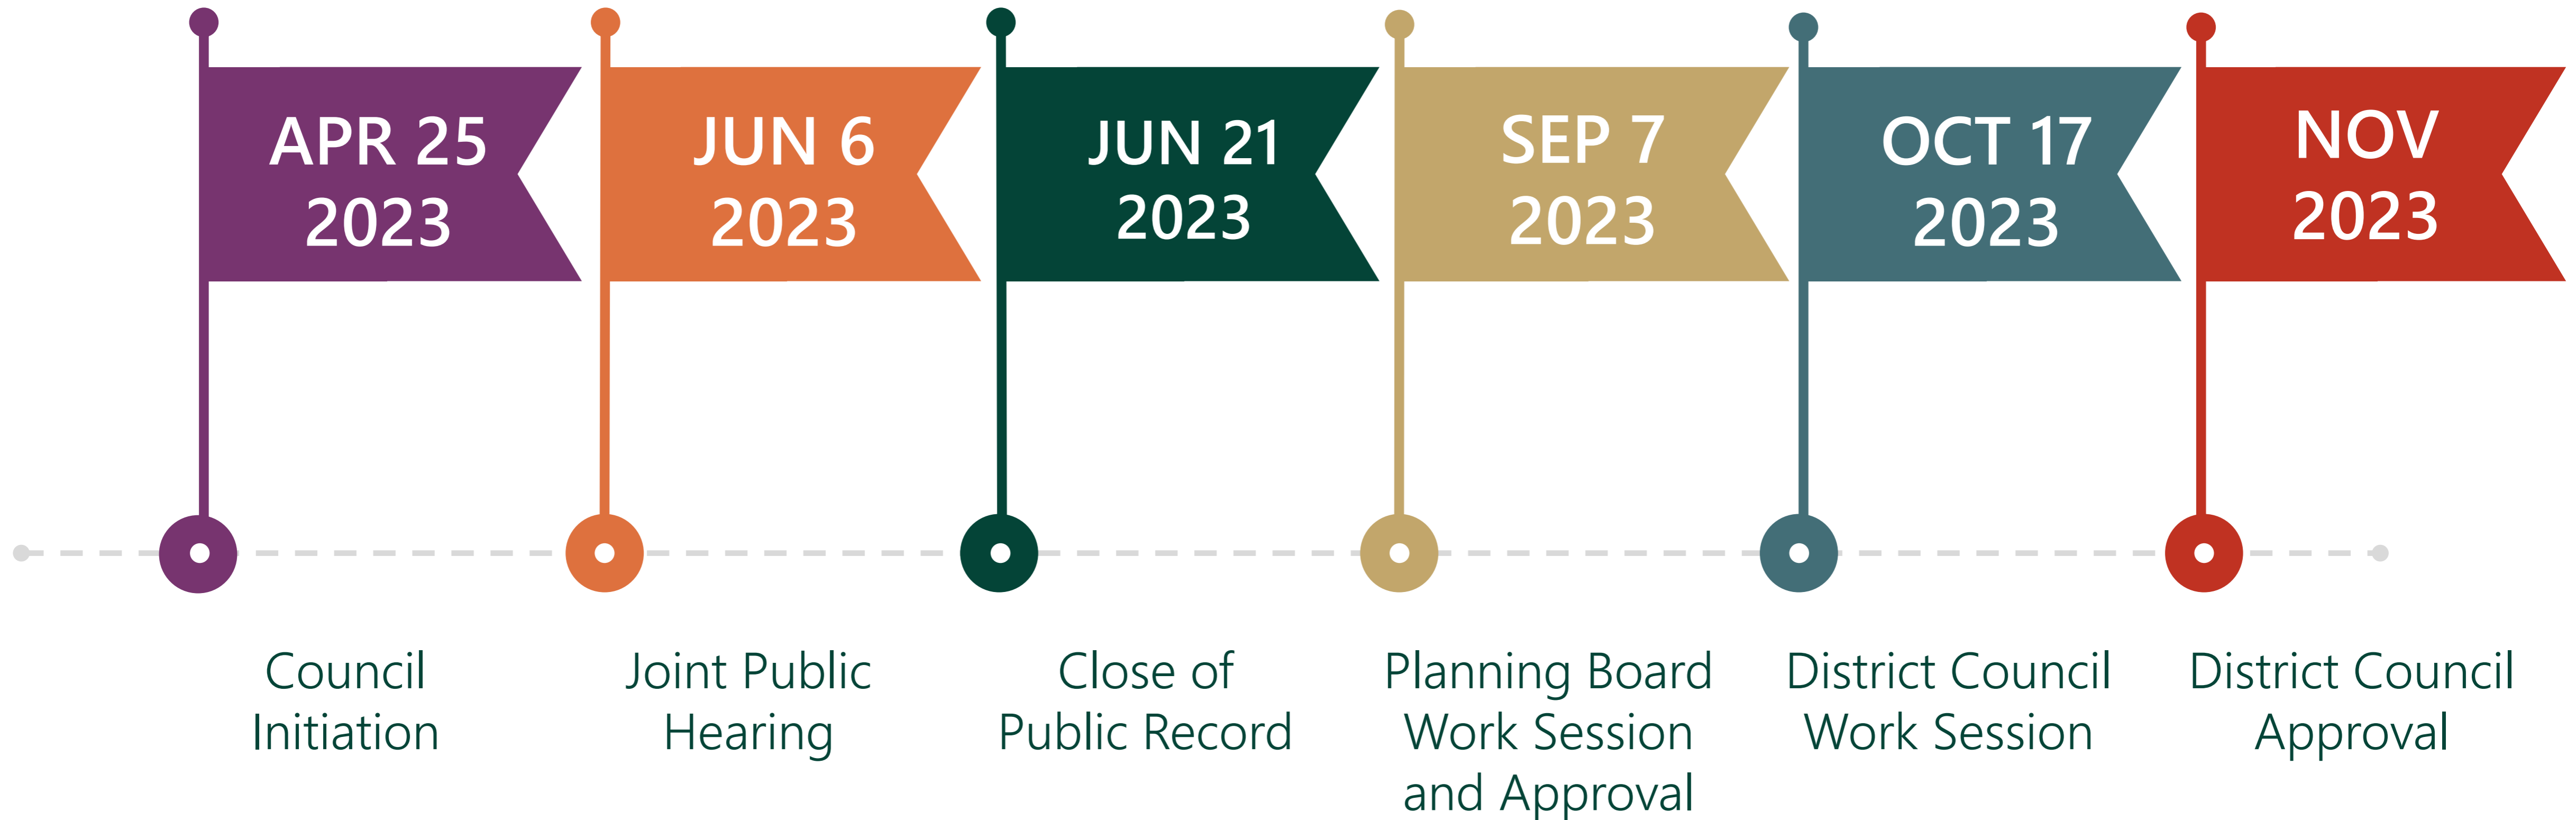 APR 25
2023
JUN 6
2023
JUN 21
2023
SEP 7
2023
OCT 17
2023
NOV
2023
Council
Initiation
Joint Public
Hearing
Close of
Public Record
Planning Board
Work Session
and Approval
District Council
Work Session
District Council
Approval